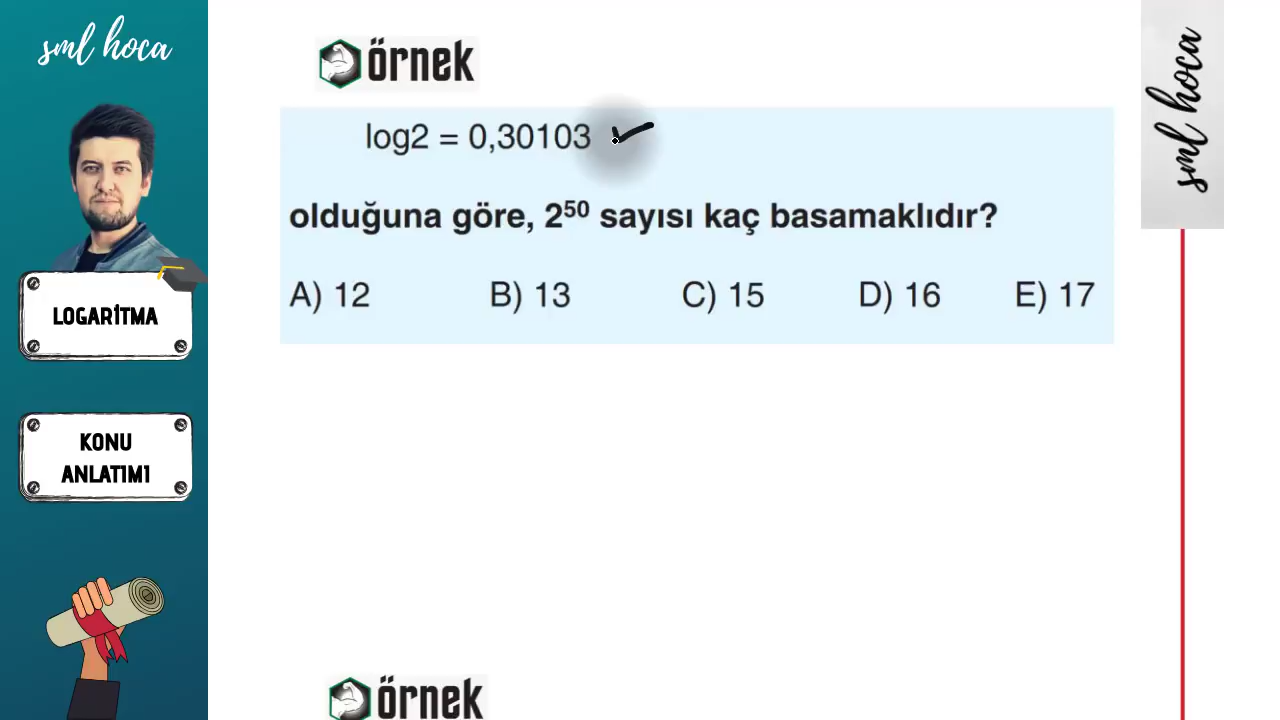 sml hoca
LOGARİTMA
KONU
ANLATIMI
örnek
log2 = 0,30103
olduğuna göre, 2⁵⁰ sayısı kaç basamaklıdır?
A) 12 B) 13 C) 15 D) 16 E) 17
örnek
sml hoca